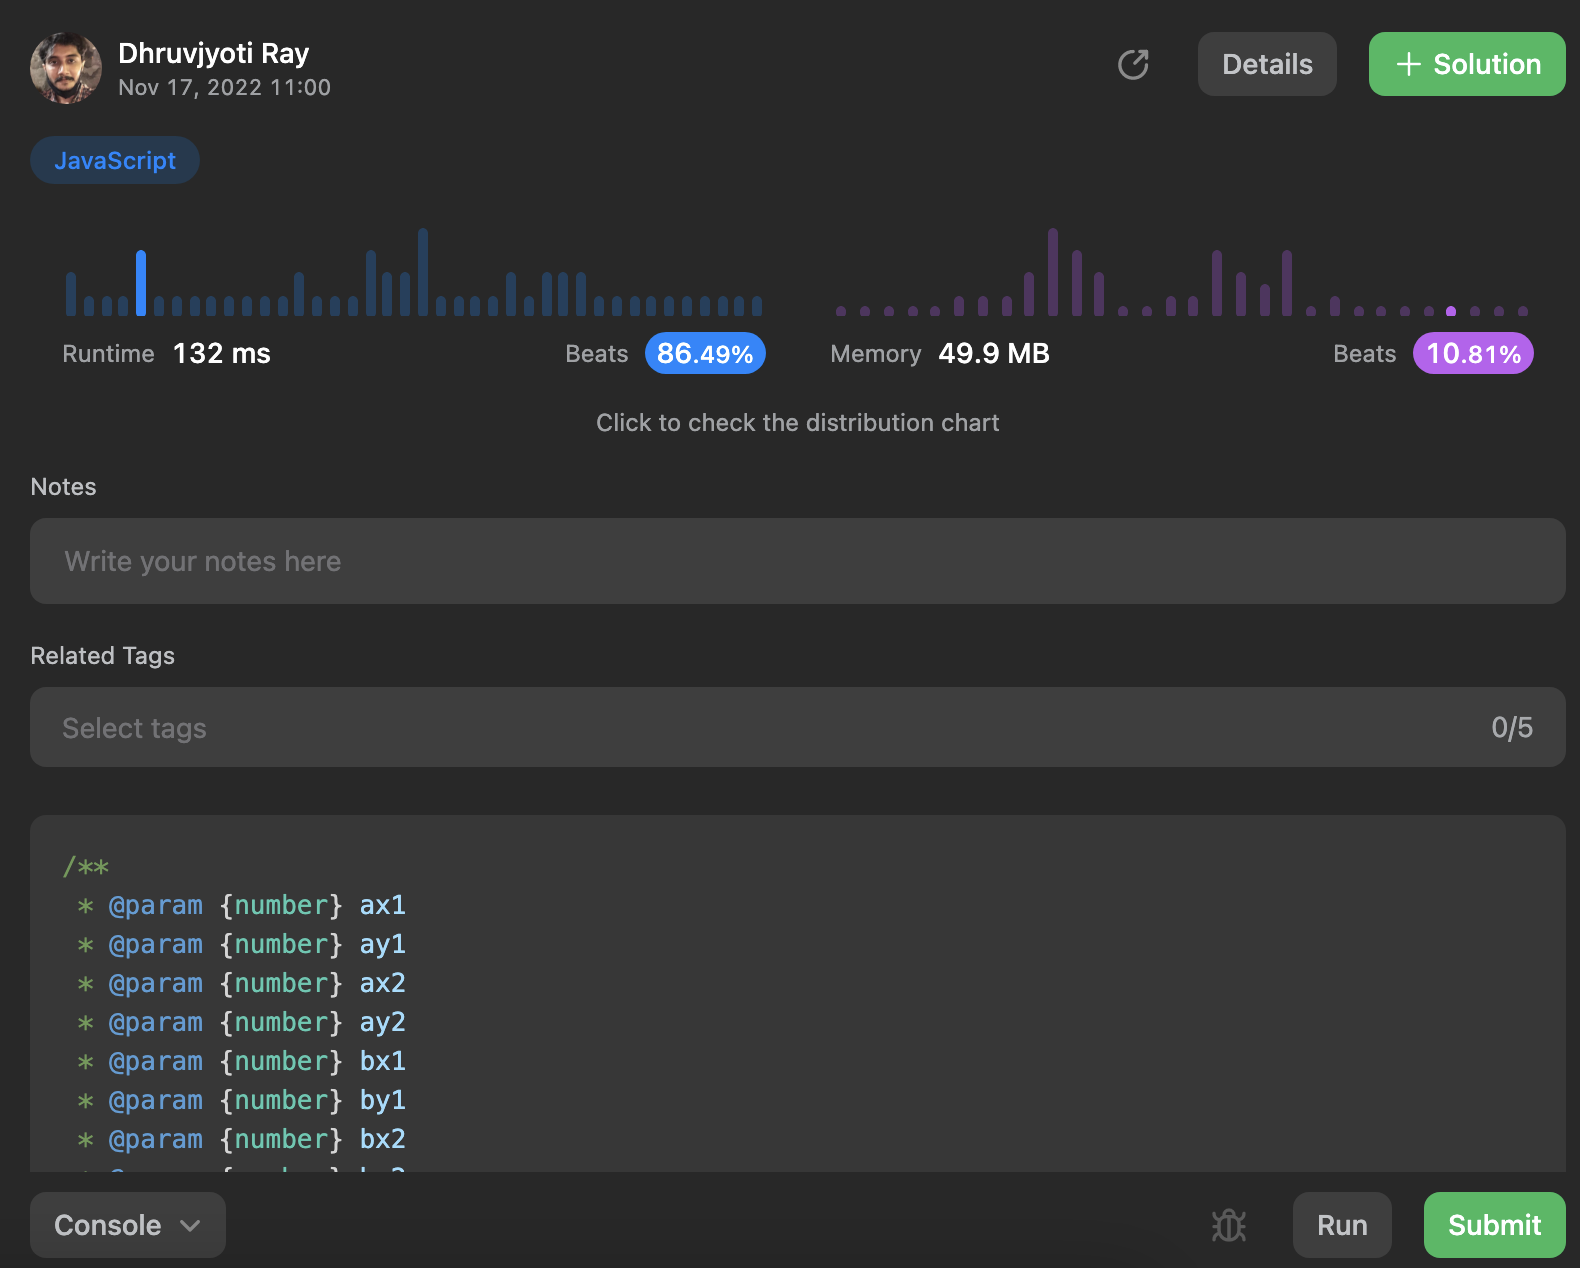 Dhruvjyoti Ray
Nov 17, 2022 11:00
Details
+ Solution
JavaScript
Runtime 132 ms
Beats 86.49%
Memory 49.9 MB
Beats 10.81%
Click to check the distribution chart
Notes
Write your notes here
Related Tags
Select tags
0/5
/**
* @param {number} ax1
* @param {number} ay1
* @param {number} ax2
* @param {number} ay2
* @param {number} bx1
* @param {number} by1
* @param {number} bx2
Console
Run
Submit